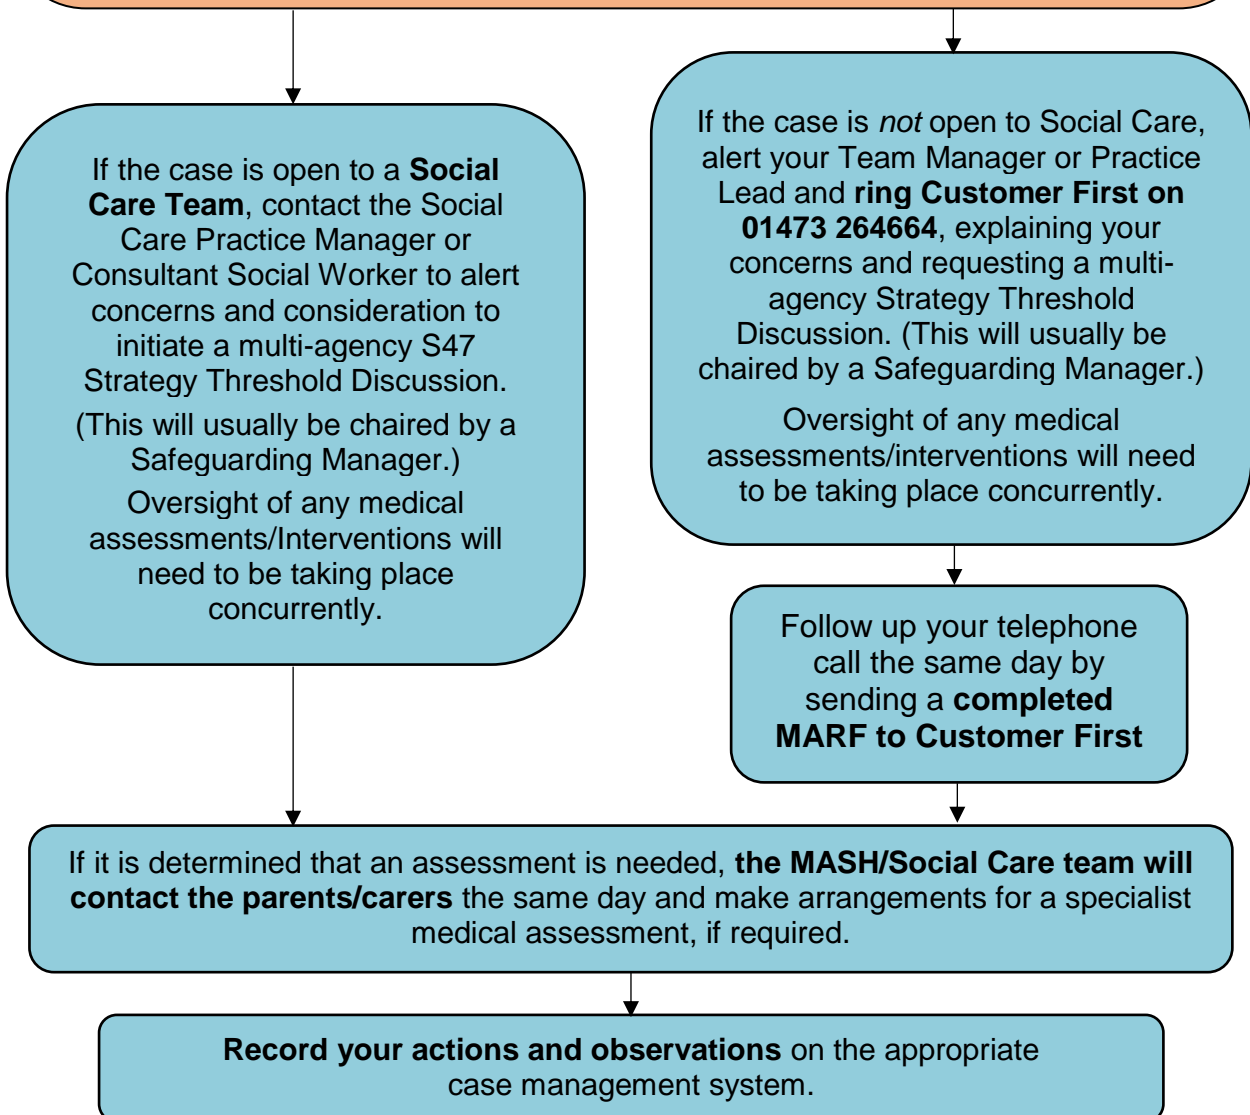 If the case is open to a Social
Care Team, contact the Social
Care Practice Manager or
Consultant Social Worker to alert
concerns and consideration to
initiate a multi-agency S47
Strategy Threshold Discussion.
(This will usually be chaired by a
Safeguarding Manager.)
Oversight of any medical
assessments/Interventions will
need to be taking place
concurrently.
If the case is not open to Social Care,
alert your Team Manager or Practice
Lead and ring Customer First on
01473 264664, explaining your
concerns and requesting a multi-
agency Strategy Threshold
Discussion. (This will usually be
chaired by a Safeguarding Manager.)
Oversight of any medical
assessments/interventions will need
to be taking place concurrently.
Follow up your telephone
call the same day by
sending a completed
MARF to Customer First
If it is determined that an assessment is needed, the MASH/Social Care team will
contact the parents/carers the same day and make arrangements for a specialist
medical assessment, if required.
Record your actions and observations on the appropriate
case management system.